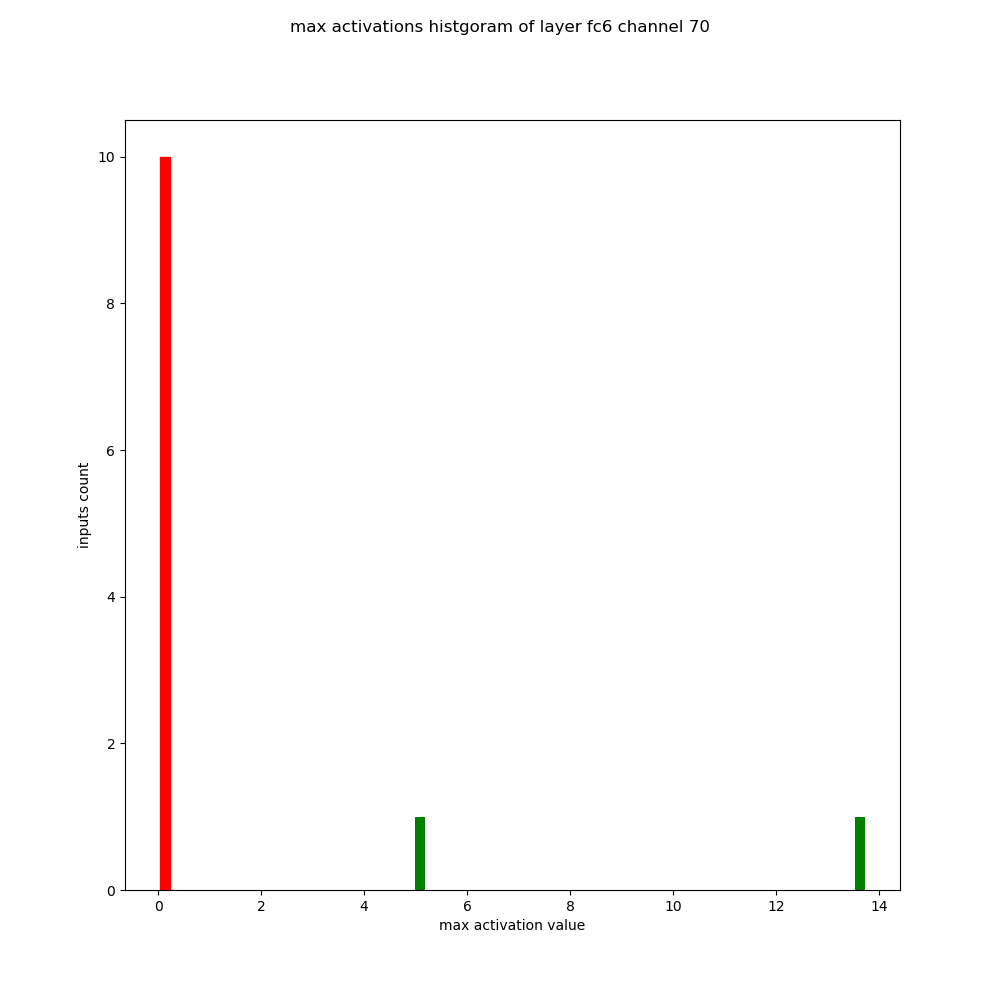 max activations histgoram of layer fc6 channel 70
10
8
6
4
2
0
inputs count
0 2 4 6 8 10 12 14
max activation value